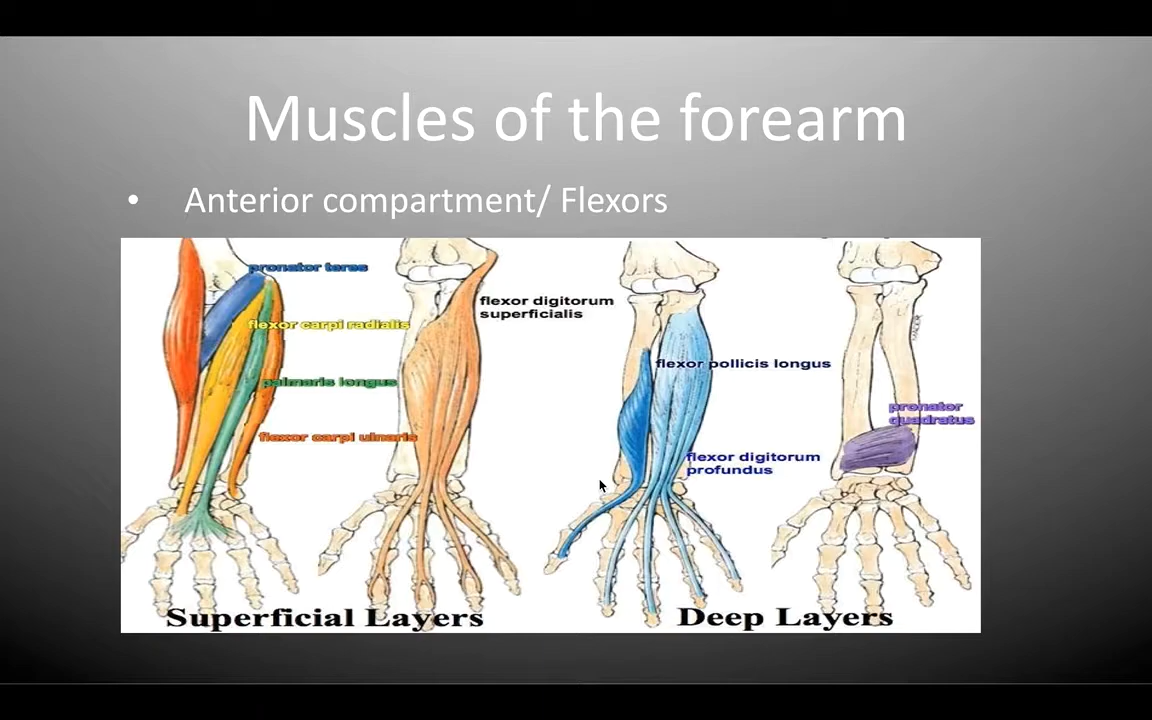 Muscles of the forearm
• Anterior compartment/ Flexors
pronator teres
flexor carpi radialis
palmaris longus
flexor carpi ulnaris
flexor digitorum
superficialis
flexor pollicis longus
flexor digitorum
profundus
pronator
quadratus
Superficial Layers
Deep Layers